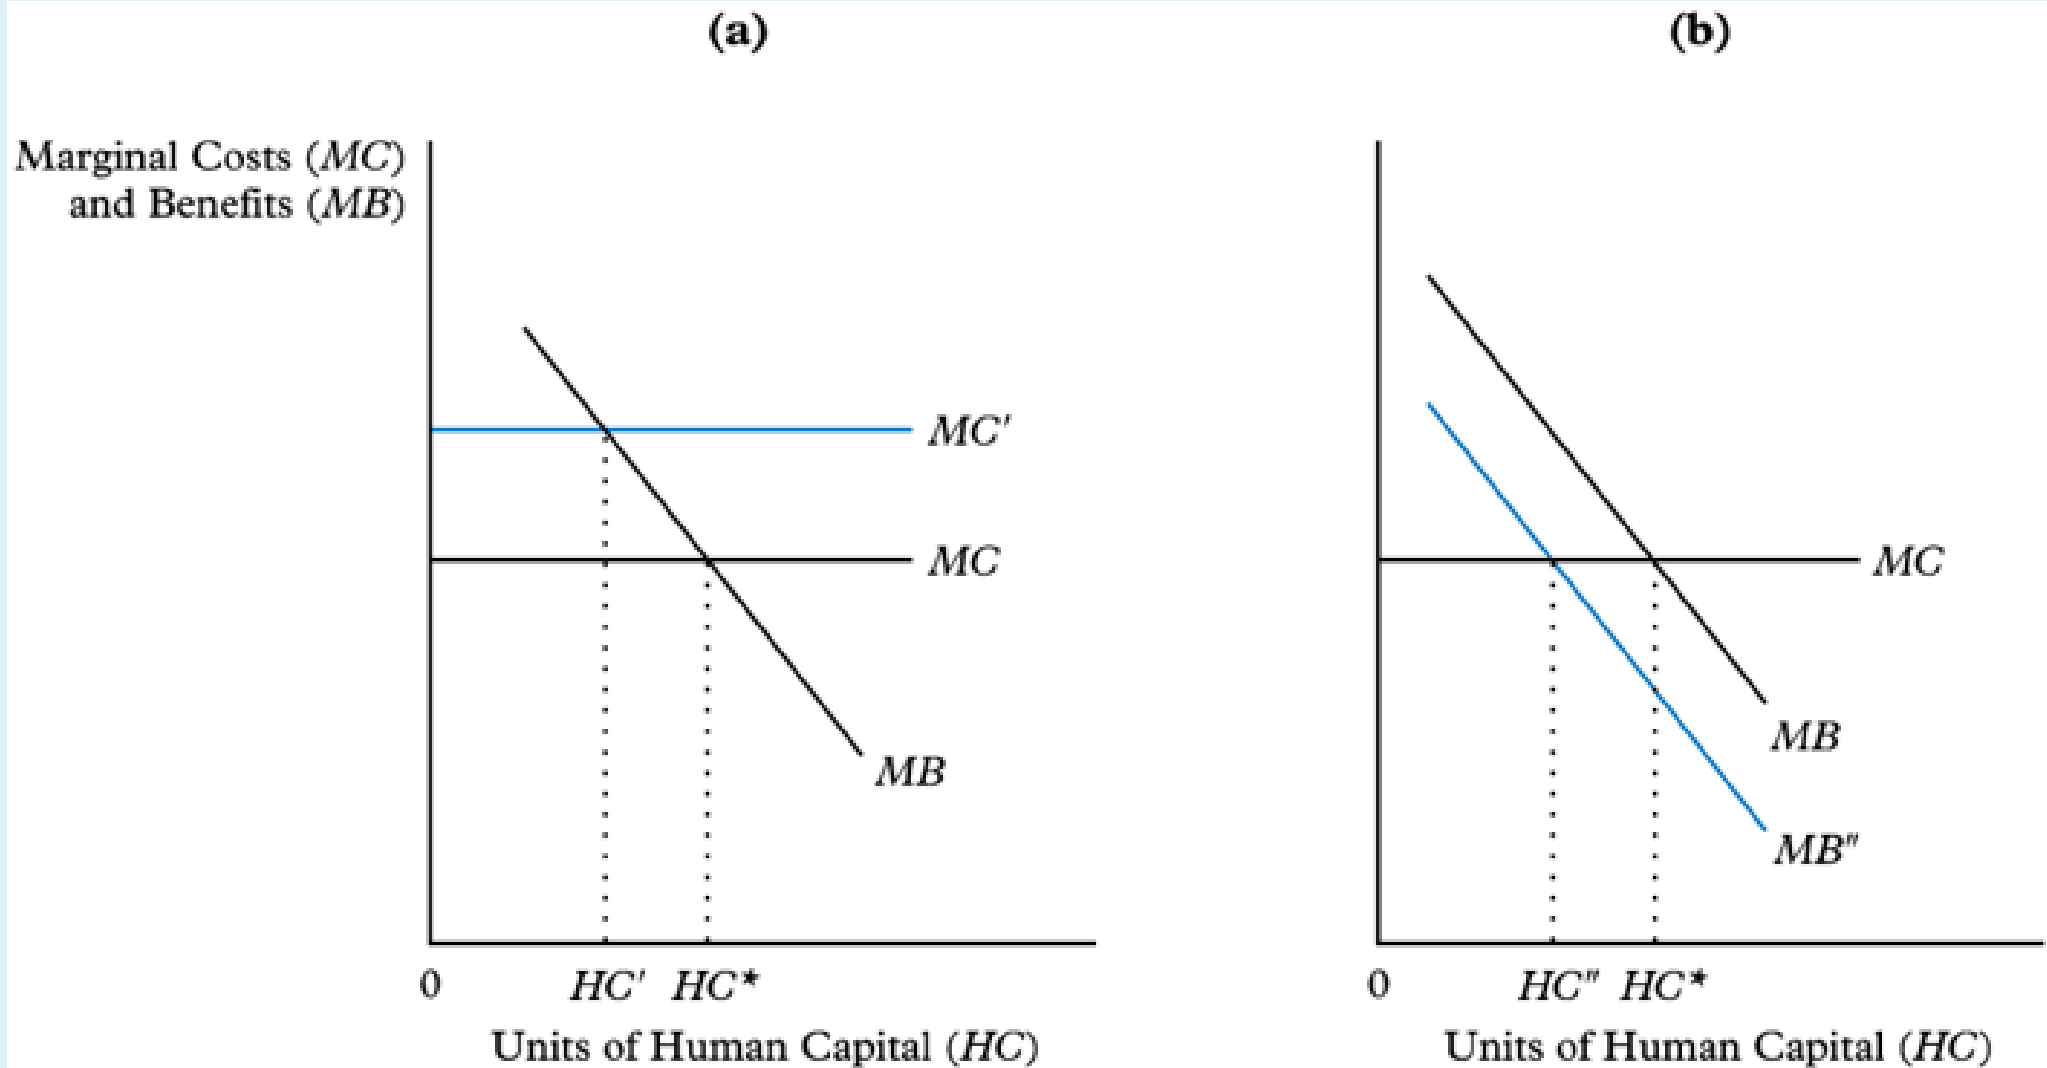 (a)
Marginal Costs (MC)
and Benefits (MB)
MC'
MC
MB
0
HC'
HC*
Units of Human Capital (HC)
(b)
MC
MB
MB"
0
HC"
HC*
Units of Human Capital (HC)